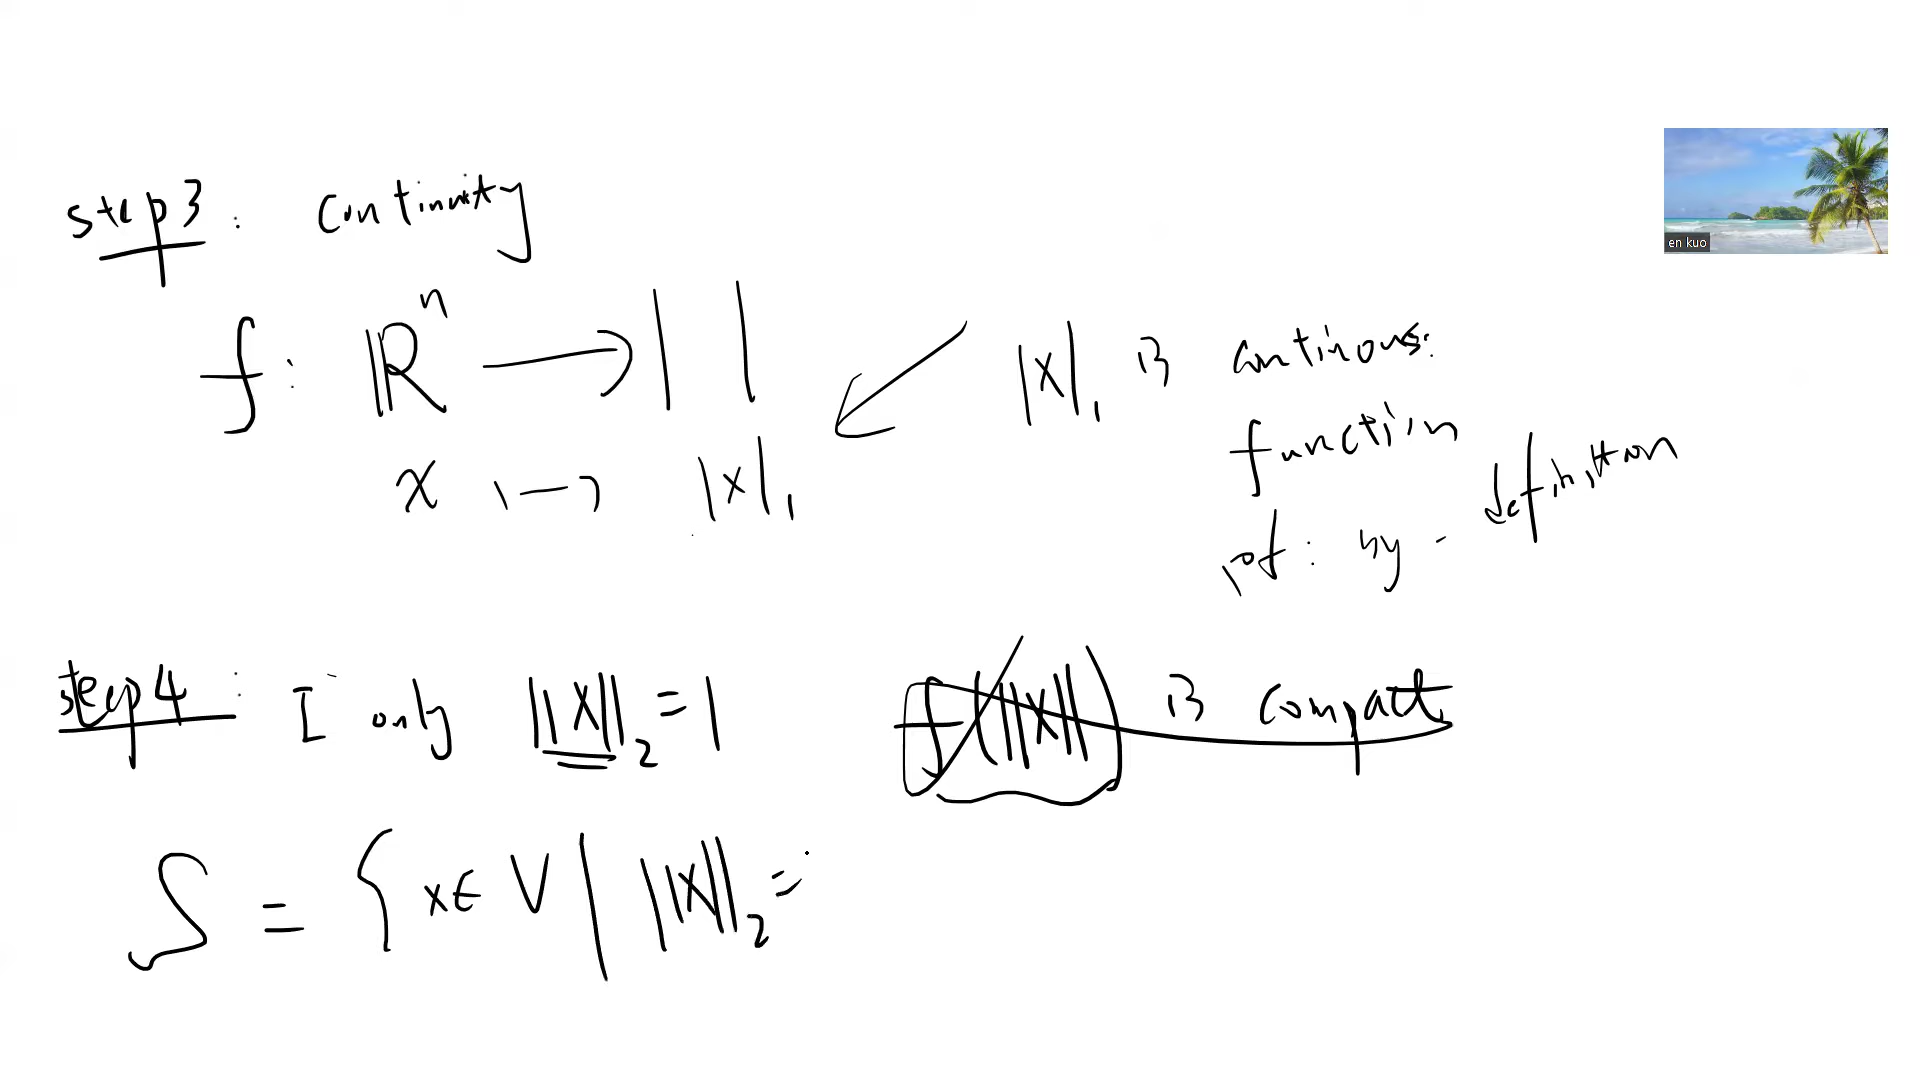 step 3 : Continuity
f : ℝⁿ ⟶ | |
x ↦ |x|₁
|x|₁ is continous.
function
pf : by - definition
step 4 : I only ||x||₂ = 1
f(||x||) is compact
S = { x ∈ V | ||x||₂ =
en kuo